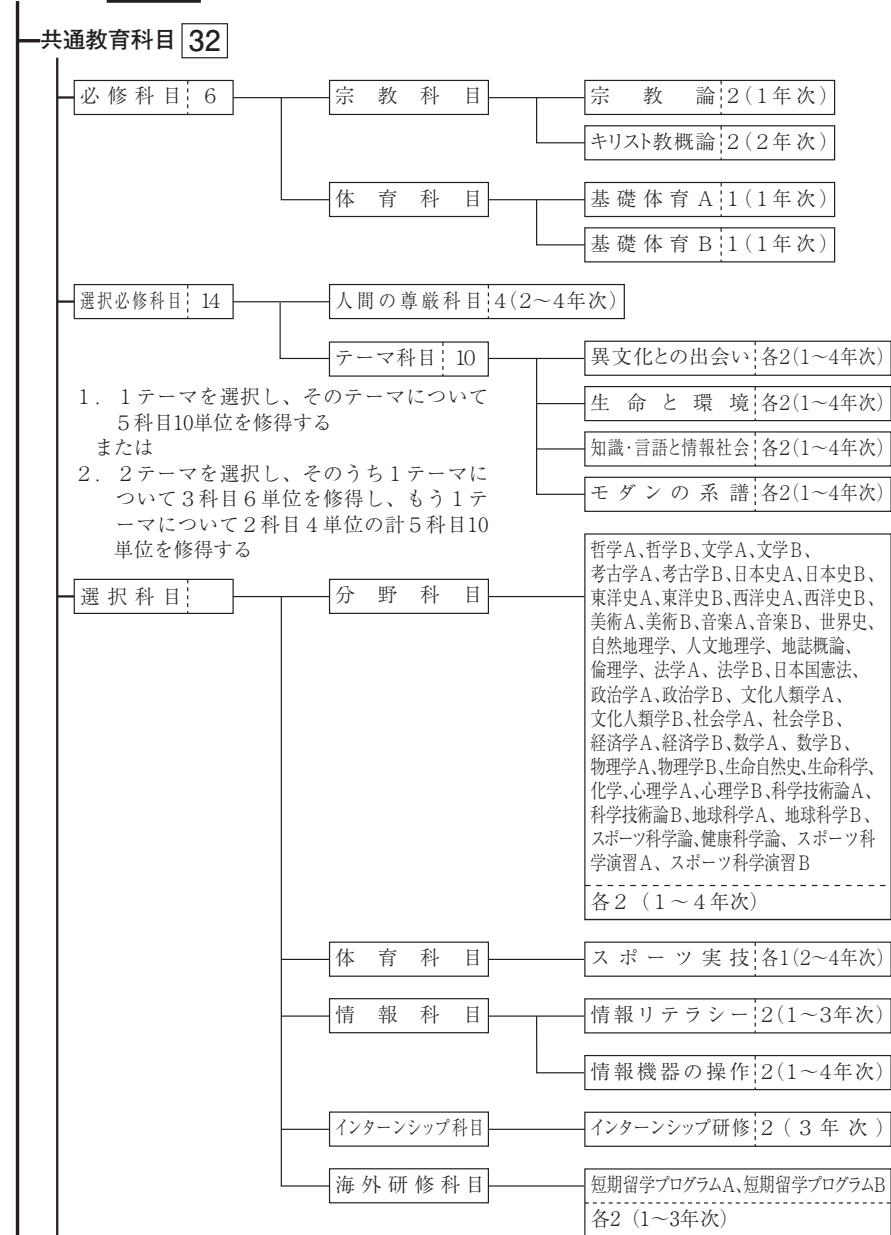 共通教育科目 32
必修科目 6
宗教科目
宗教論 2(1年次)
キリスト教概論 2(2年次)
体育科目
基礎体育A 1(1年次)
基礎体育B 1(1年次)
選択必修科目 14
人間の尊厳科目 4(2〜4年次)
テーマ科目 10
異文化との出会い 各2(1〜4年次)
生命と環境 各2(1〜4年次)
知識・言語と情報社会 各2(1〜4年次)
モダンの系譜 各2(1〜4年次)
1. 1テーマを選択し、そのテーマについて
5科目10単位を修得する
または
2. 2テーマを選択し、そのうち1テーマに
ついて3科目6単位を修得し、もう1テ
ーマについて2科目4単位の計5科目10
単位を修得する
選択科目
分野科目
哲学A、哲学B、文学A、文学B、
考古学A、考古学B、日本史A、日本史B、
東洋史A、東洋史B、西洋史A、西洋史B、
美術A、美術B、音楽A、音楽B、世界史、
自然地理学、人文地理学、地誌概論、
倫理学、法学A、法学B、日本国憲法、
政治学A、政治学B、文化人類学A、
文化人類学B、社会学A、社会学B、
経済学A、経済学B、数学A、数学B、
物理学A、物理学B、生命自然史、生命科学、
化学、心理学A、心理学B、科学技術論A、
科学技術論B、地球科学A、地球科学B、
スポーツ科学論、健康科学論、スポーツ科
学演習A、スポーツ科学演習B
各2(1〜4年次)
体育科目
スポーツ実技 各1(2〜4年次)
情報科目
情報リテラシー 2(1〜3年次)
情報機器の操作 2(1〜4年次)
インターンシップ科目
インターンシップ研修 2(3年次)
海外研修科目
短期留学プログラムA、短期留学プログラムB
各2(1〜3年次)